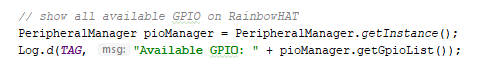 // show all available GPIO on RainbowHAT
PeripheralManager pioManager = PeripheralManager.getInstance();
Log.d(TAG, msg: "Available GPIO: " + pioManager.getGpioList());